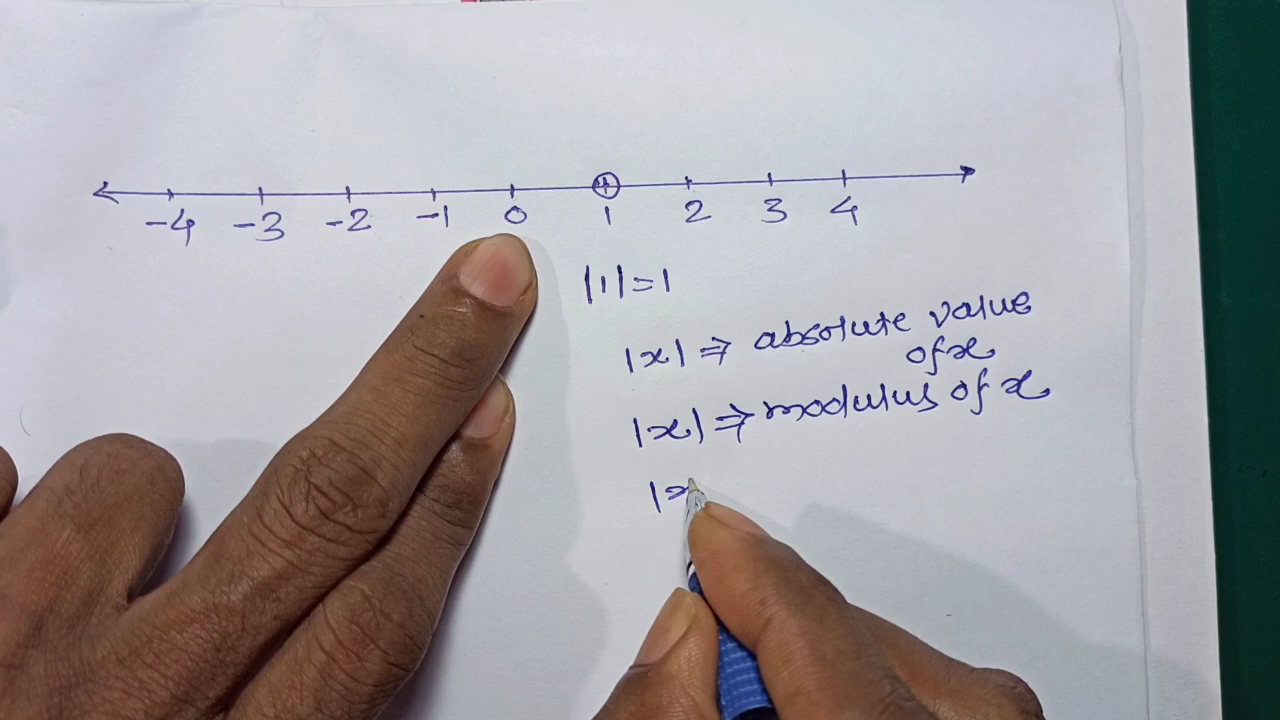 -4 -3 -2 -1 0 1 2 3 4
|1|=1
|x| ⇒ absolute value
of x
|x| ⇒ modulus of x
|x